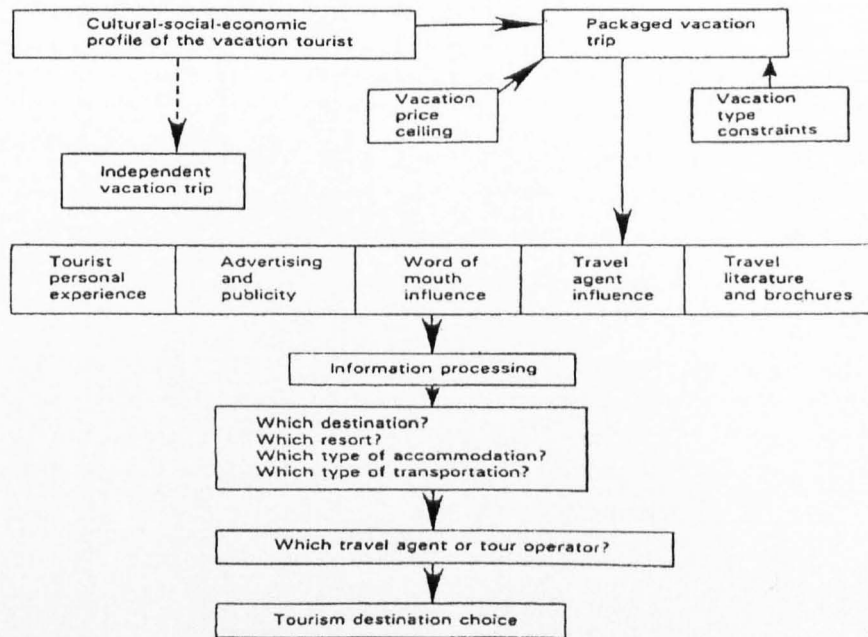 Cultural-social-economic
profile of the vacation tourist
Packaged vacation
trip
Vacation
price
ceiling
Vacation
type
constraints
Independent
vacation trip
Tourist
personal
experience
Advertising
and
publicity
Word of
mouth
influence
Travel
agent
influence
Travel
literature
and brochures
Information processing
Which destination?
Which resort?
Which type of accommodation?
Which type of transportation?
Which travel agent or tour operator?
Tourism destination choice